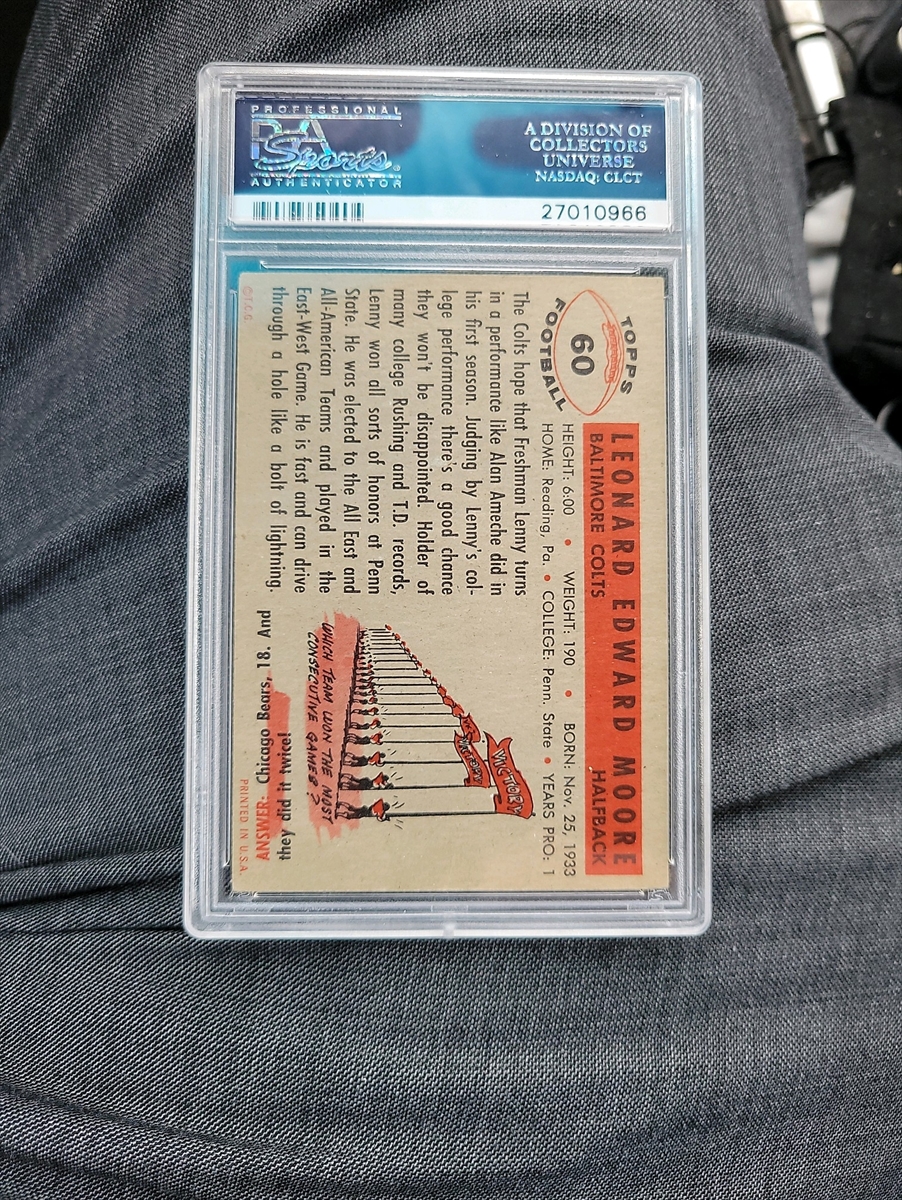 PROFESSIONAL
PSA
Sports
AUTHENTICATOR
A DIVISION OF
COLLECTORS
UNIVERSE
NASDAQ: CLCT
27010966
TOPPS
60
FOOTBALL
LEONARD EDWARD MOORE
BALTIMORE COLTS HALFBACK
HEIGHT: 6:00 • WEIGHT: 190 • BORN: Nov. 25, 1933
HOME: Reading, Pa. • COLLEGE: Penn. State • YEARS PRO: 1
The Colts hope that Freshman Lenny turns
in a performance like Alan Ameche did in
his first season. Judging by Lenny's col-
lege performance there's a good chance
they won't be disappointed. Holder of
many college Rushing and T.D. records,
Lenny won all sorts of honors at Penn
State. He was elected to the All East and
All-American Teams and played in the
East-West Game. He is fast and can drive
through a hole like a bolt of lightning.
©T.C.G.
VICTORY
VICTORY
WHICH TEAM WON THE MOST
CONSECUTIVE GAMES?
ANSWER: Chicago Bears, 18. And
they did it twice!
PRINTED IN U.S.A.